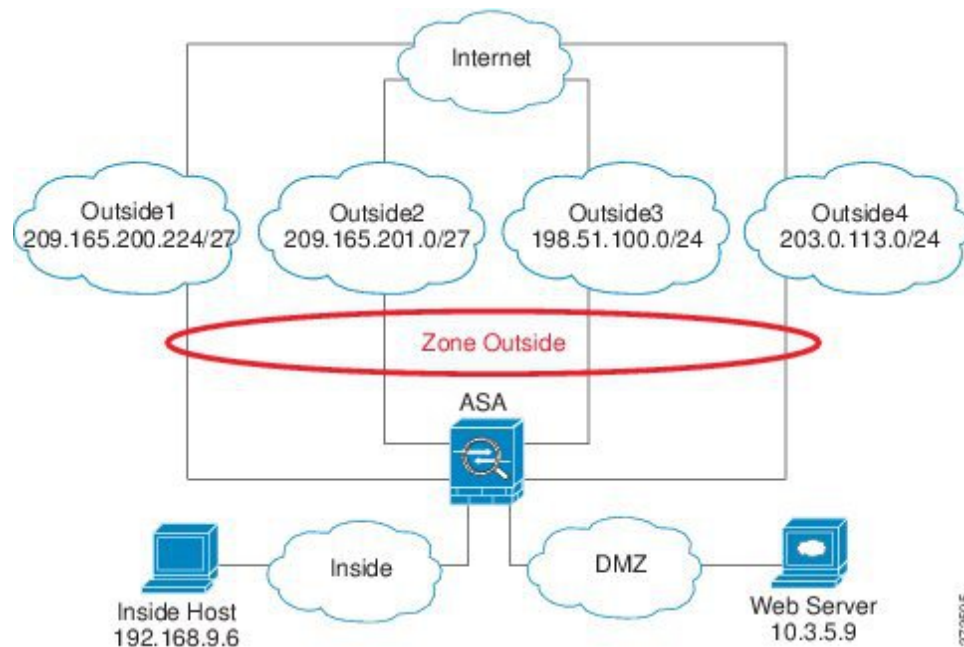 Internet
Outside1
209.165.200.224/27
Outside2
209.165.201.0/27
Outside3
198.51.100.0/24
Outside4
203.0.113.0/24
Zone Outside
ASA
Inside
DMZ
Inside Host
192.168.9.6
Web Server
10.3.5.9